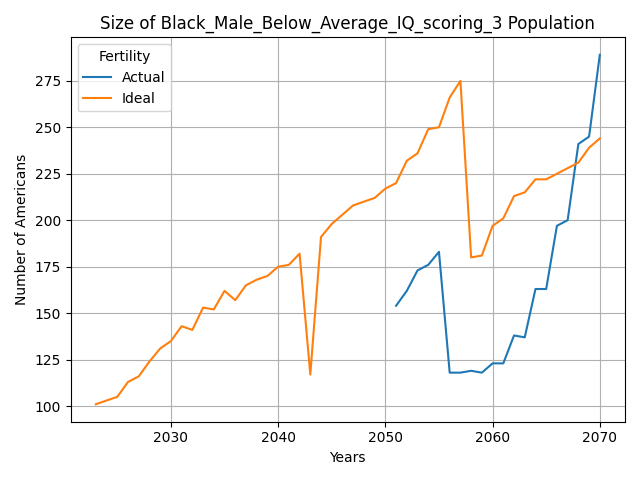 Size of Black_Male_Below_Average_IQ_scoring_3 Population
Fertility
Actual
Ideal
Number of Americans
275
250
225
200
175
150
125
100
2030 2040 2050 2060 2070
Years